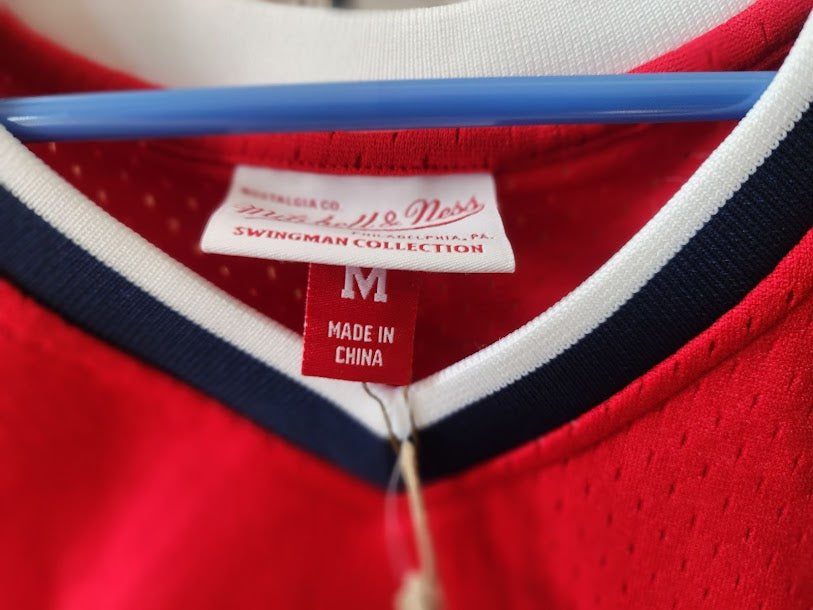 NOSTALGIA CO.
Mitchell & Ness
PHILADELPHIA, PA.
SWINGMAN COLLECTION
M
MADE IN
CHINA